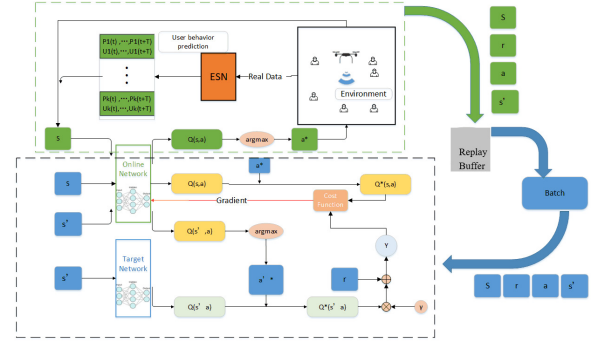 P1(t) ,···,P1(t+T)
U1(t) ,···,U1(t+T)
Pk(t) ,···,Pk(t+T)
Uk(t) ,···,Uk(t+T)
User behavior
prediction
ESN
Real Data
Environment
S
Q(s,a)
argmax
a*
S
r
a
s'
Replay
Buffer
Batch
S
r
a
s'
Online
Network
S
s'
Q(s,a)
a*
Q*(s,a)
Gradient
Cost
Function
Q(s' ,a)
argmax
Y
Target
Network
s'
a' *
r
Q(s' a)
Q*(s' a)
γ